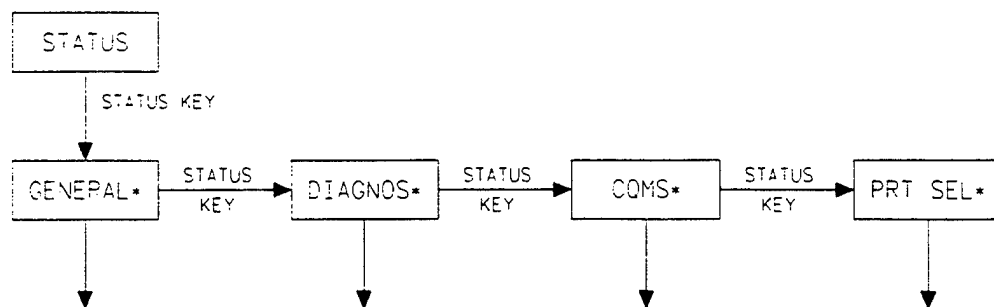 STATUS
STATUS KEY
GENERAL*
STATUS
KEY
DIAGNOS*
STATUS
KEY
COMS*
STATUS
KEY
PRT SEL*